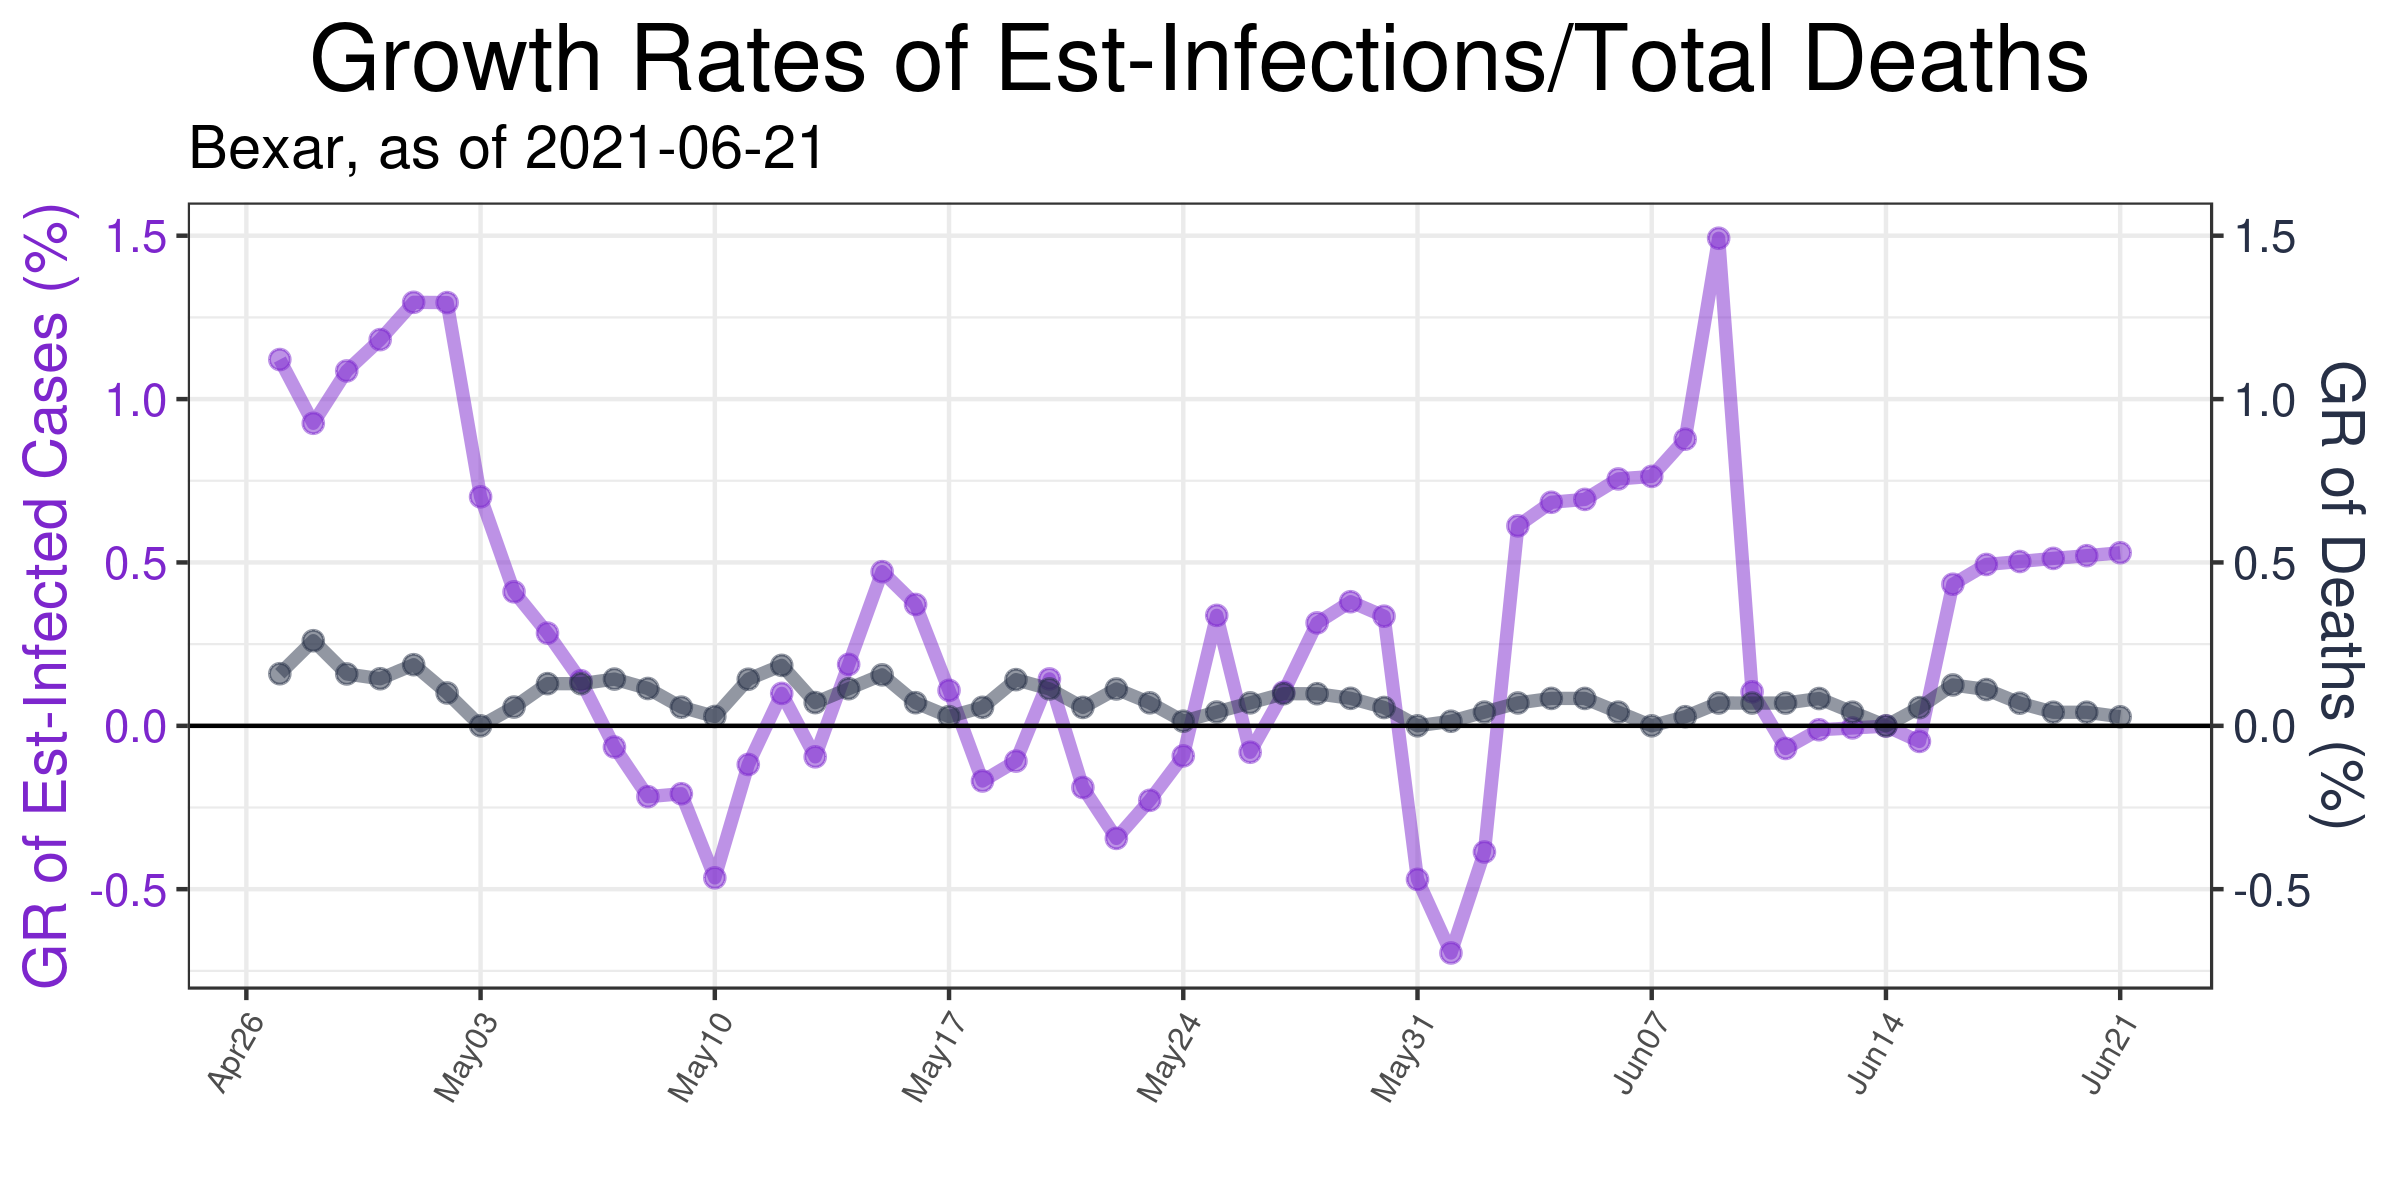 Growth Rates of Est-Infections/Total Deaths
Bexar, as of 2021-06-21
GR of Est-Infected Cases (%)
1.5
1.0
0.5
0.0
-0.5
1.5
1.0
0.5
0.0
-0.5
GR of Deaths (%)
Apr26
May03
May10
May17
May24
May31
Jun07
Jun14
Jun21